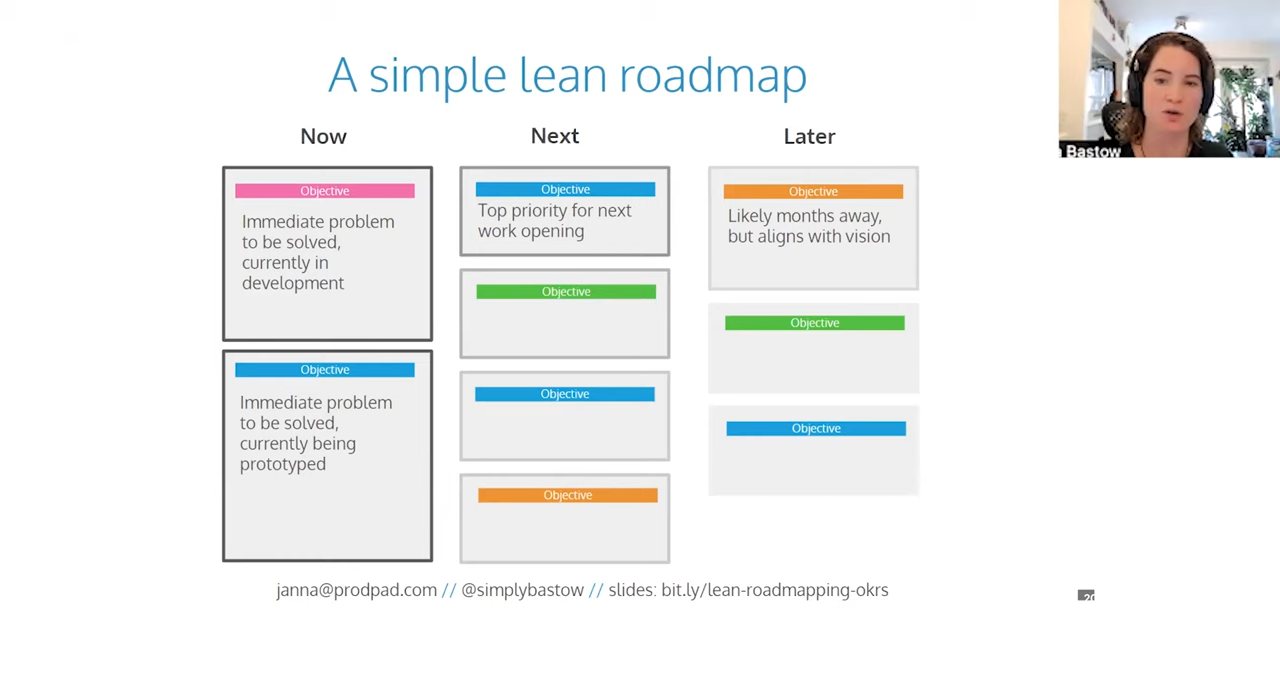 A simple lean roadmap
Now
Next
Later
Objective
Immediate problem
to be solved,
currently in
development
Objective
Immediate problem
to be solved,
currently being
prototyped
Objective
Top priority for next
work opening
Objective
Objective
Objective
Objective
Likely months away,
but aligns with vision
Objective
Objective
Bastow
janna@prodpad.com // @simplybastow // slides: bit.ly/lean-roadmapping-okrs
20